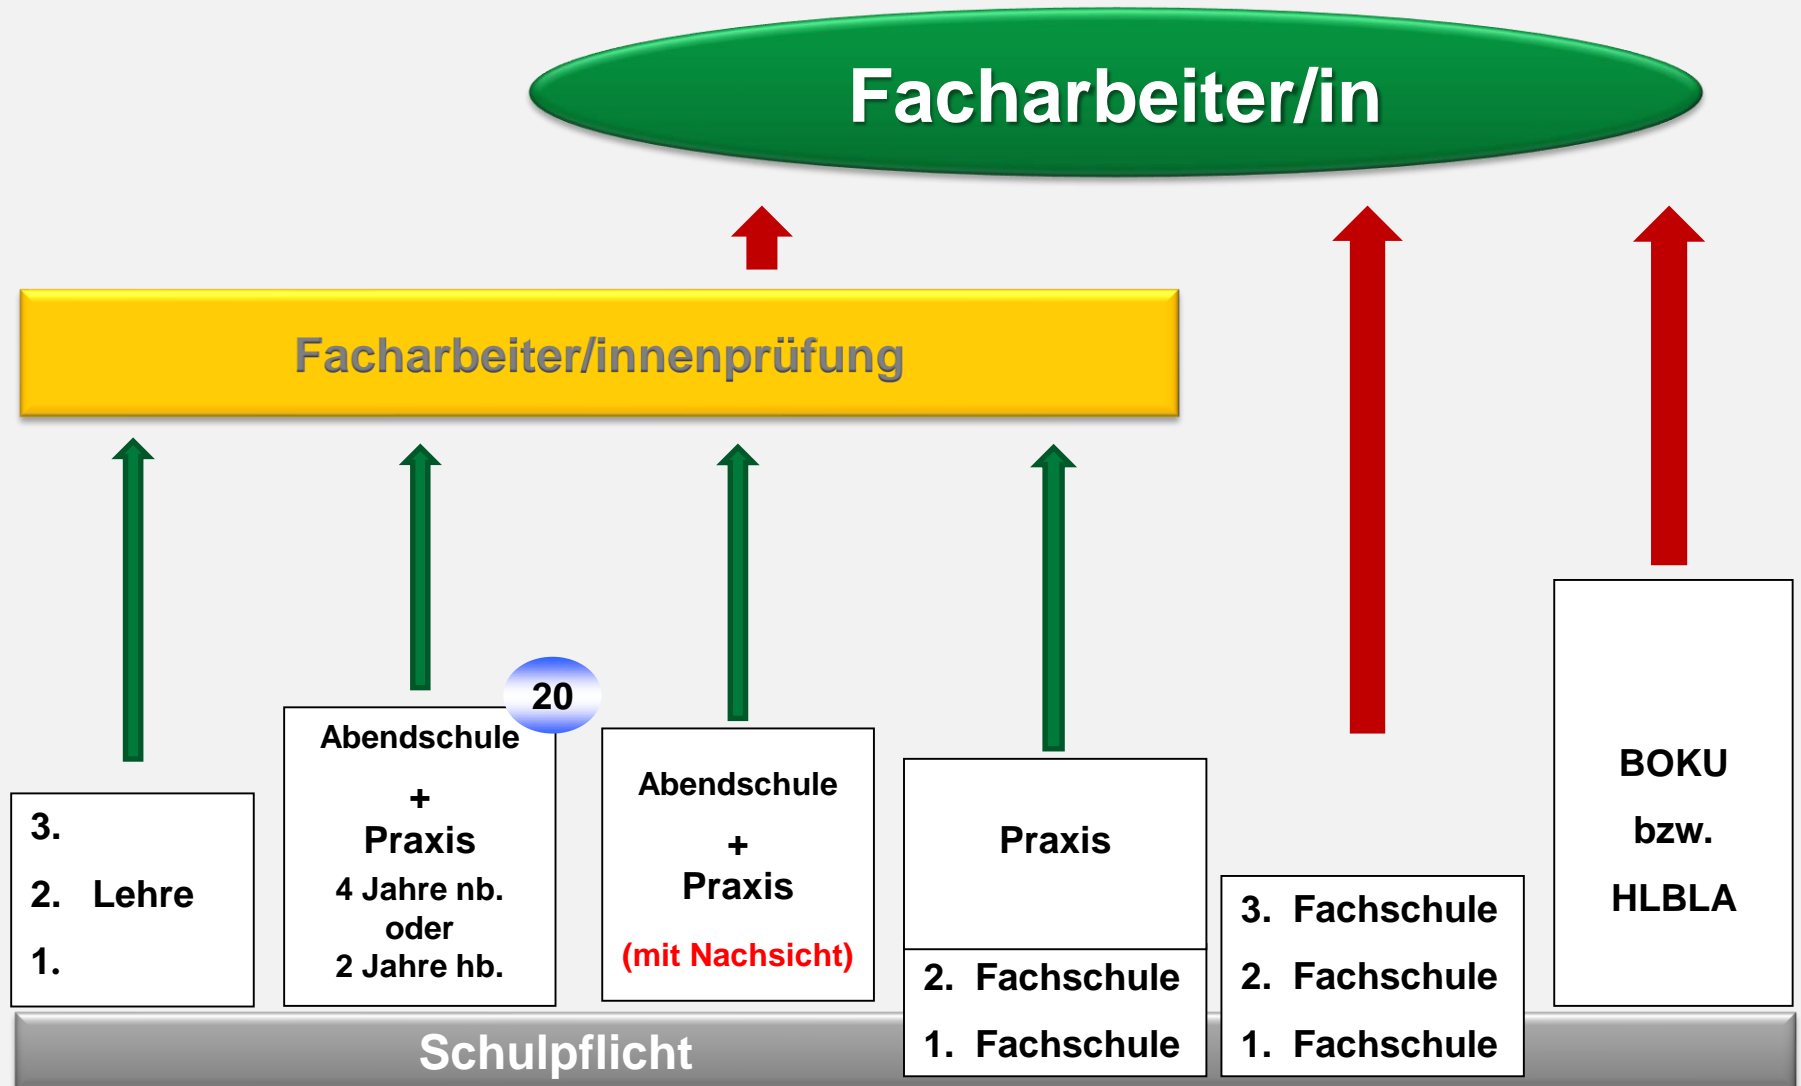 Facharbeiter/in
Facharbeiter/innenprüfung
3.
2. Lehre
1.
20
Abendschule
+
Praxis
4 Jahre nb.
oder
2 Jahre hb.
Abendschule
+
Praxis
(mit Nachsicht)
Praxis
2. Fachschule
1. Fachschule
3. Fachschule
2. Fachschule
1. Fachschule
BOKU
bzw.
HLBLA
Schulpflicht